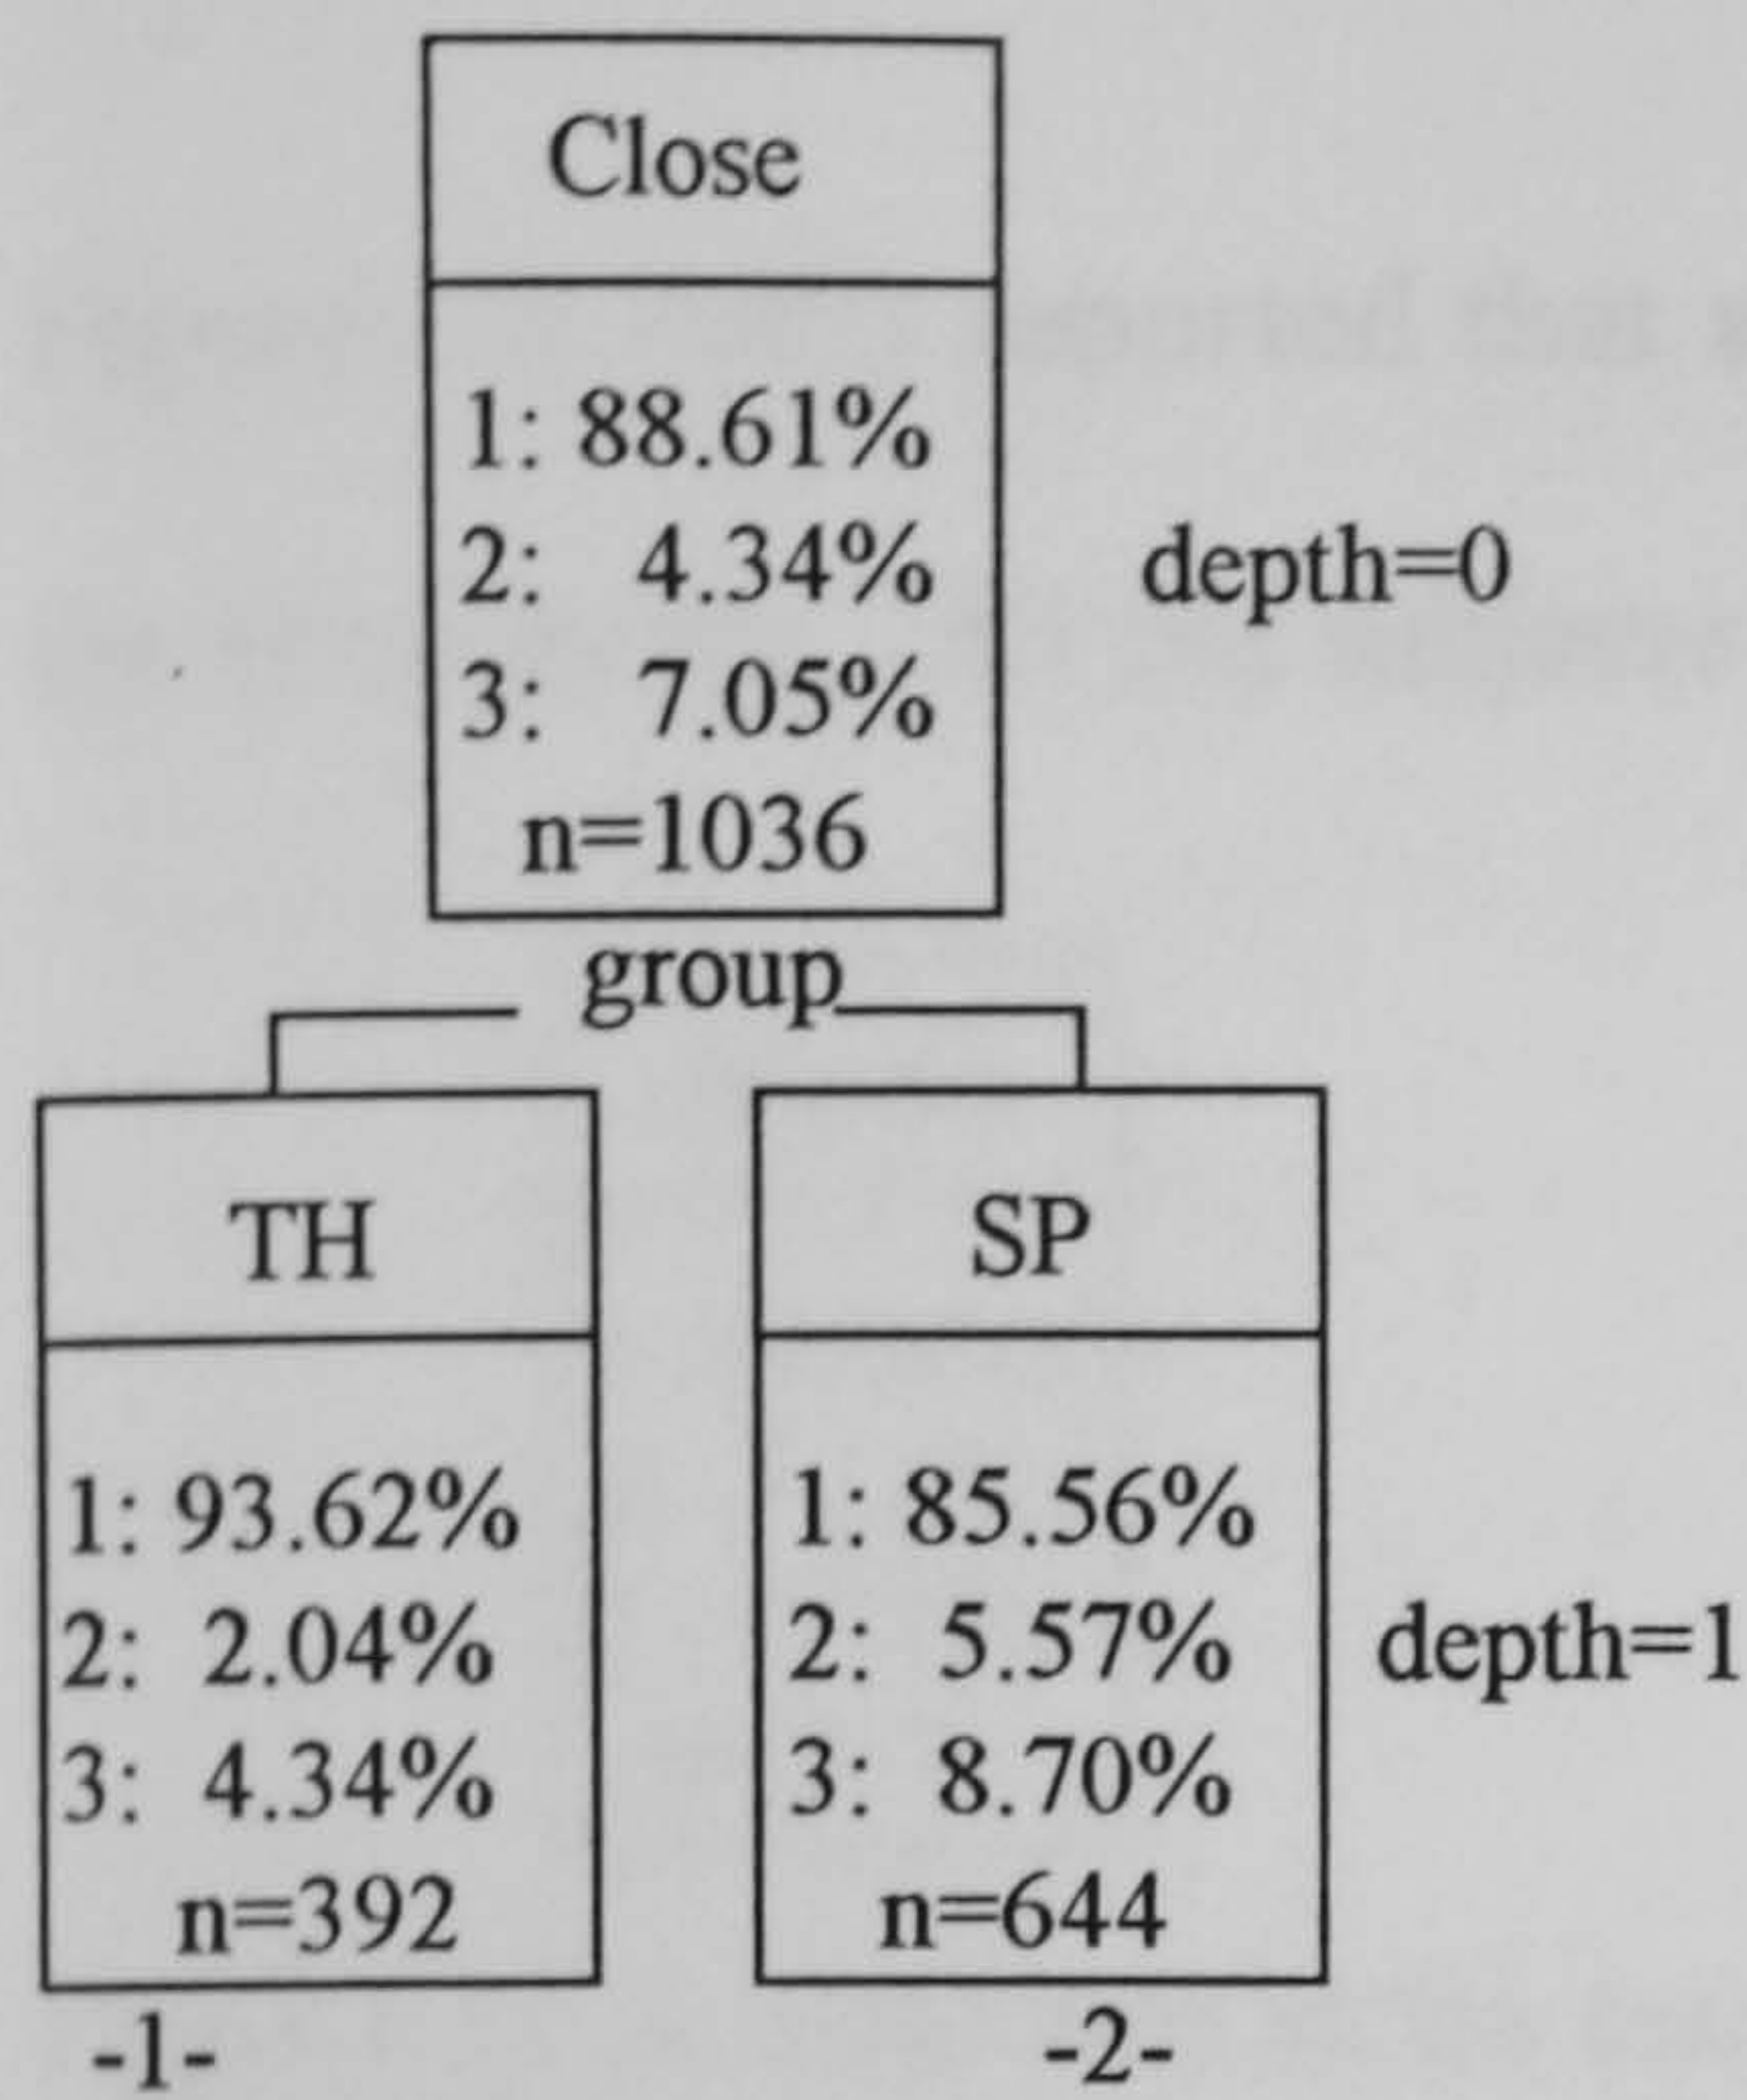 Close
1: 88.61%
2: 4.34%
3: 7.05%
n=1036
depth=0
group
TH
1: 93.62%
2: 2.04%
3: 4.34%
n=392
-1-
SP
1: 85.56%
2: 5.57%
3: 8.70%
n=644
-2-
depth=1